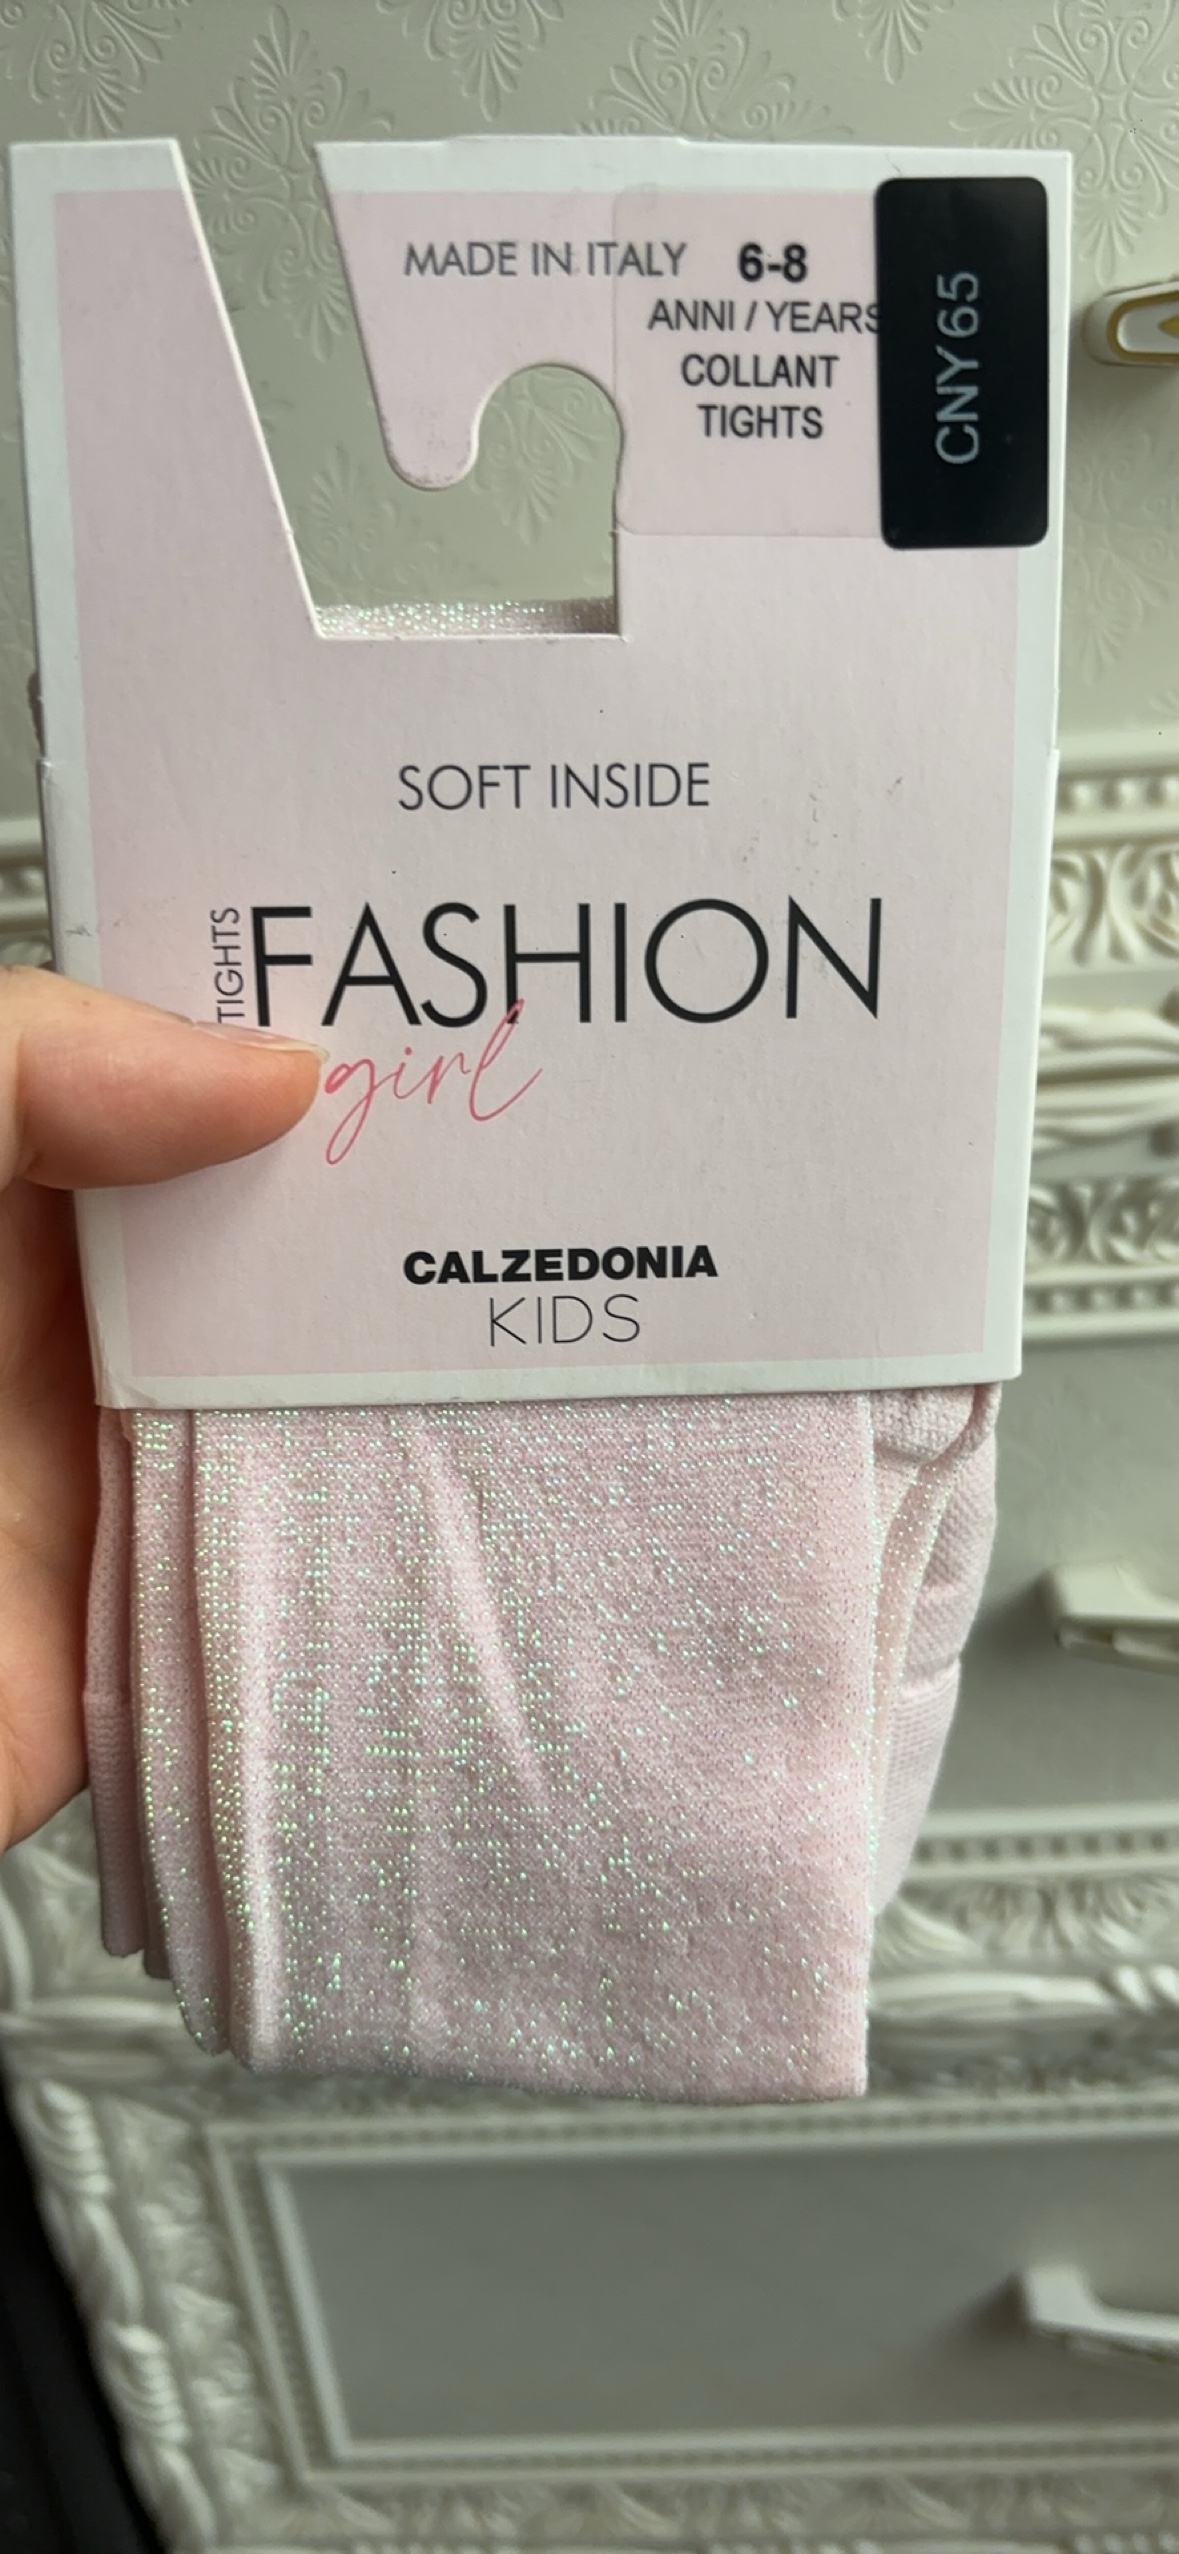 MADE IN ITALY
6-8
ANNI / YEARS
COLLANT
TIGHTS
CNY 65
SOFT INSIDE
TIGHTS
FASHION
girl
CALZEDONIA
KIDS